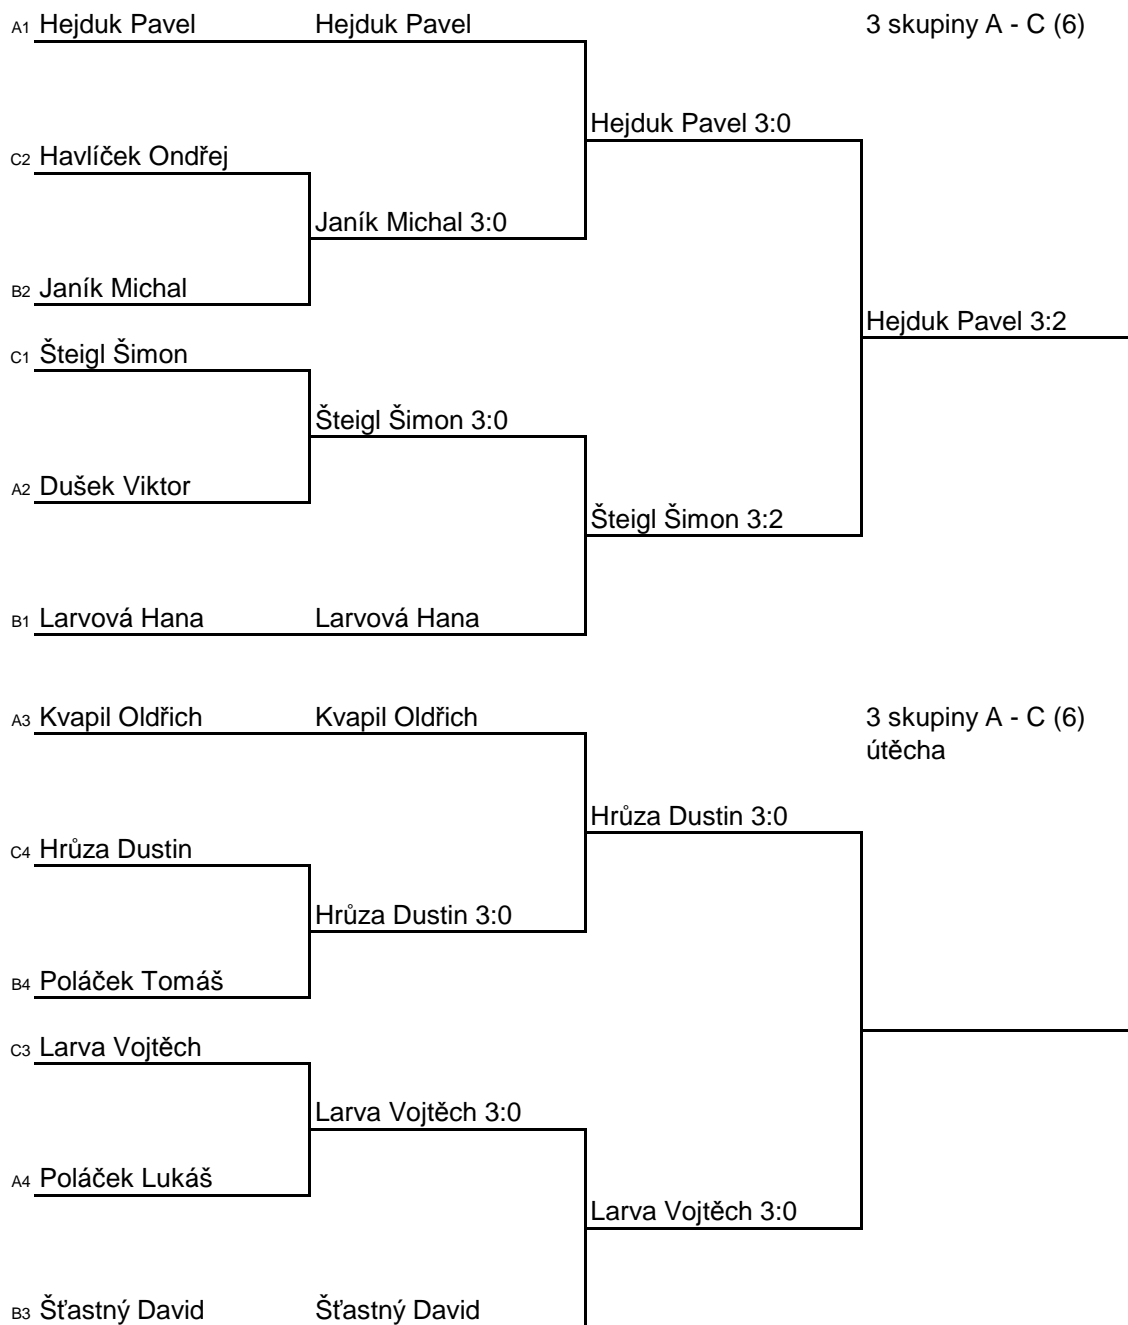 A1 Hejduk Pavel Hejduk Pavel 3 skupiny A - C (6)
Hejduk Pavel 3:0
C2 Havlíček Ondřej
Janík Michal 3:0
B2 Janík Michal
Hejduk Pavel 3:2
C1 Šteigl Šimon
Šteigl Šimon 3:0
A2 Dušek Viktor
Šteigl Šimon 3:2
B1 Larvová Hana Larvová Hana
A3 Kvapil Oldřich Kvapil Oldřich 3 skupiny A - C (6)
útěcha
Hrůza Dustin 3:0
C4 Hrůza Dustin
Hrůza Dustin 3:0
B4 Poláček Tomáš
C3 Larva Vojtěch
Larva Vojtěch 3:0
A4 Poláček Lukáš
Larva Vojtěch 3:0
B3 Šťastný David Šťastný David